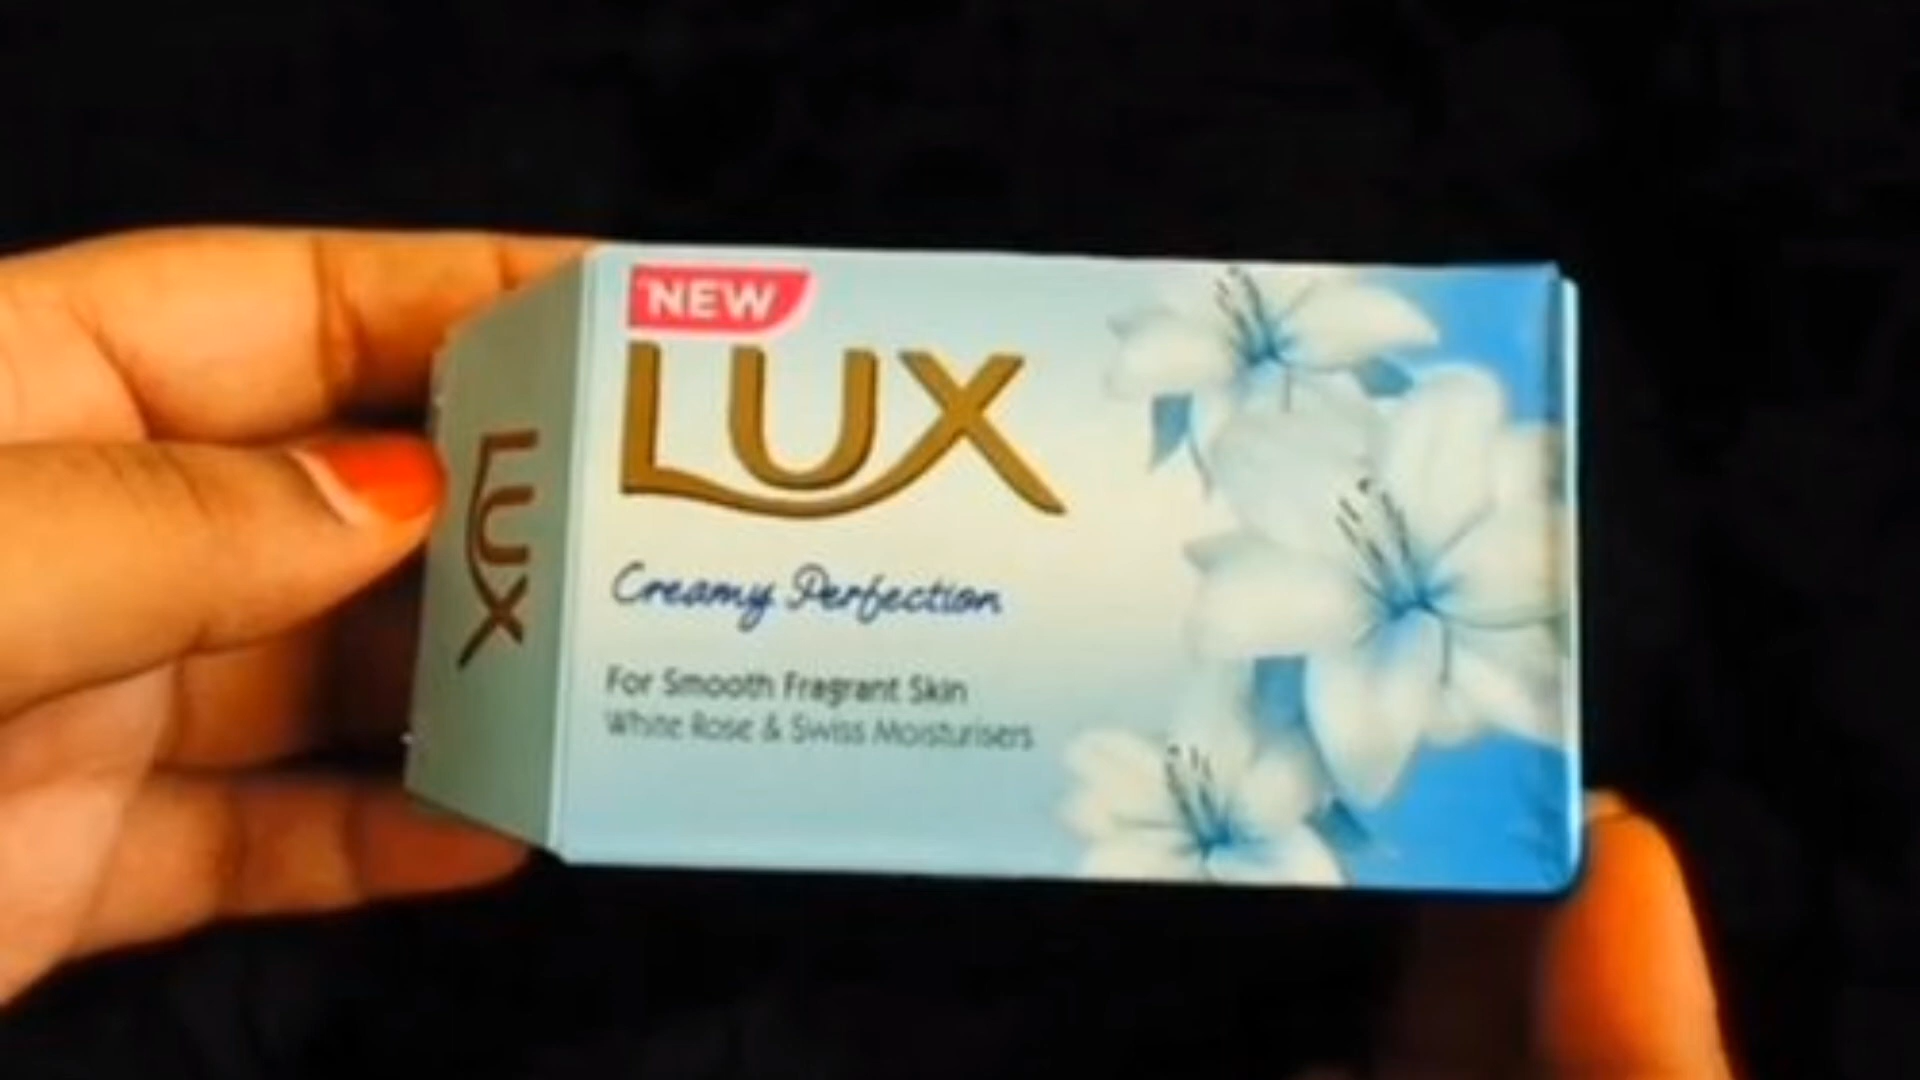 NEW
LUX
Creamy Perfection
For Smooth Fragrant Skin
White Rose & Swiss Moisturisers
LUX